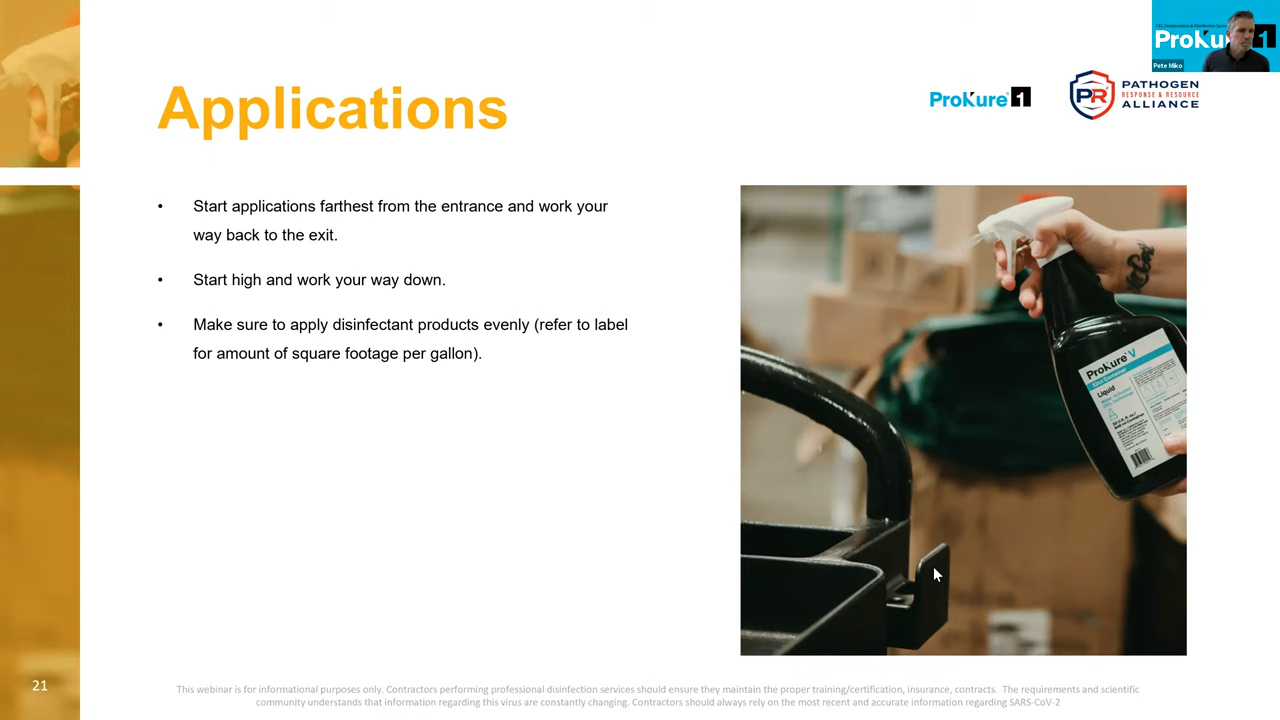 ProKu 1
Pete Miko
Applications
ProKure 1
PR
PATHOGEN
RESPONSE & RESOURCE
ALLIANCE
• Start applications farthest from the entrance and work your
way back to the exit.
• Start high and work your way down.
• Make sure to apply disinfectant products evenly (refer to label
for amount of square footage per gallon).
ProKure V
Liquid
21
This webinar is for informational purposes only. Contractors performing professional disinfection services should ensure they maintain the proper training/certification, insurance, contracts. The requirements and scientific
community understands that information regarding this virus are constantly changing. Contractors should always rely on the most recent and accurate information regarding SARS-CoV-2